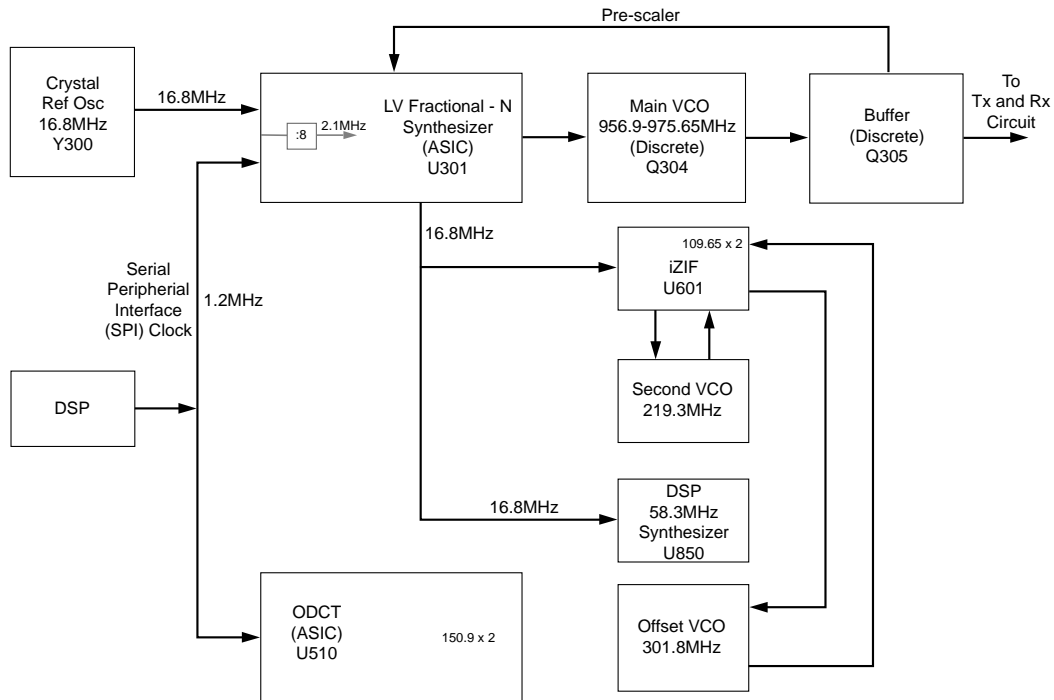 Pre-scaler
Crystal
Ref Osc
16.8MHz
Y300
16.8MHz
:8
2.1MHz
LV Fractional - N
Synthesizer
(ASIC)
U301
Main VCO
956.9-975.65MHz
(Discrete)
Q304
Buffer
(Discrete)
Q305
To
Tx and Rx
Circuit
16.8MHz
109.65 x 2
iZIF
U601
Serial
Peripherial
Interface
(SPI) Clock
1.2MHz
Second VCO
219.3MHz
DSP
16.8MHz
DSP
58.3MHz
Synthesizer
U850
ODCT
(ASIC)
U510
150.9 x 2
Offset VCO
301.8MHz